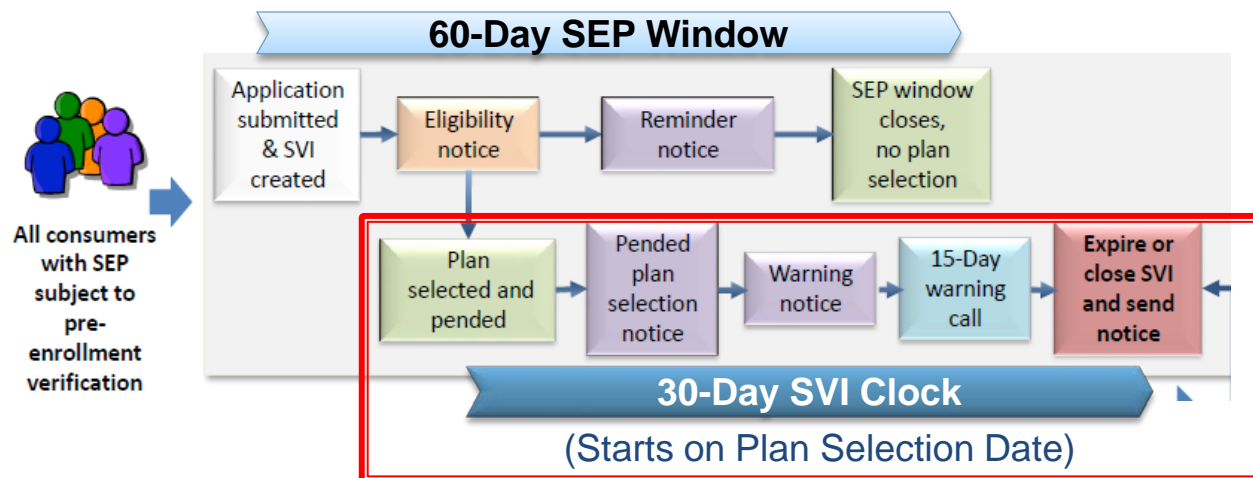 60-Day SEP Window
Application
submitted
& SVI
created
Eligibility
notice
Reminder
notice
SEP window
closes,
no plan
selection
All consumers
with SEP
subject to
pre-
enrollment
verification
Plan
selected and
pended
Pended
plan
selection
notice
Warning
notice
15-Day
warning
call
Expire or
close SVI
and send
notice
30-Day SVI Clock
(Starts on Plan Selection Date)